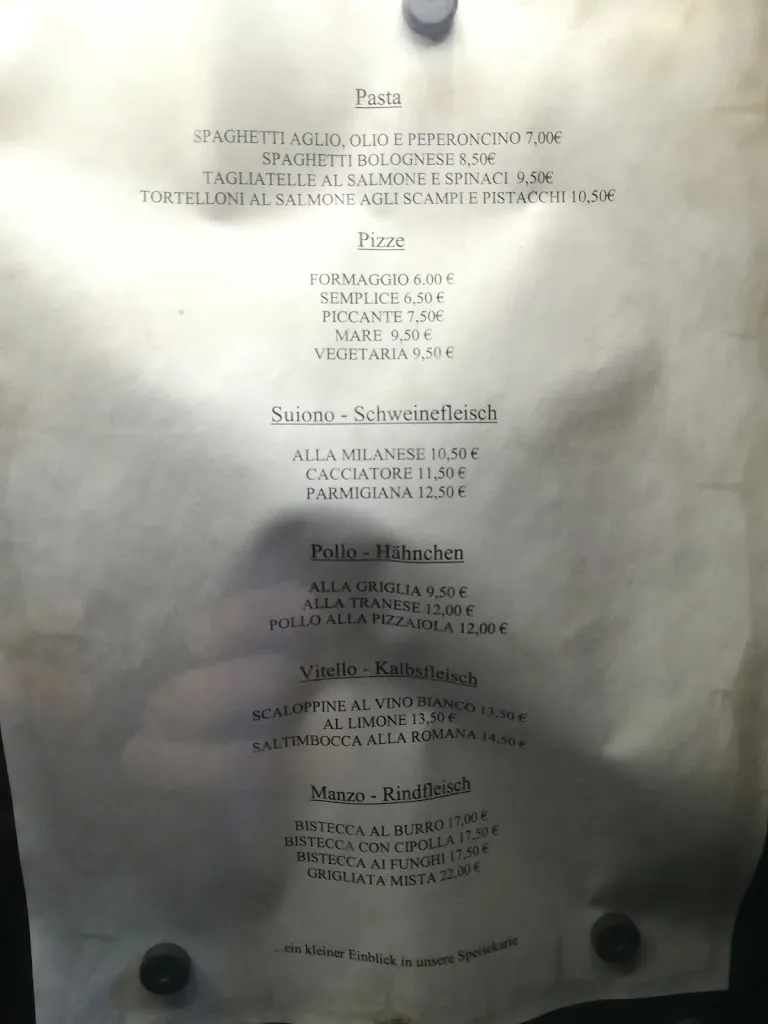 Pasta
SPAGHETTI AGLIO, OLIO E PEPERONCINO 7,00€
SPAGHETTI BOLOGNESE 8,50€
TAGLIATELLE AL SALMONE E SPINACI 9,50€
TORTELLONI AL SALMONE AGLI SCAMPI E PISTACCHI 10,50€
Pizze
FORMAGGIO 6.00 €
SEMPLICE 6,50 €
PICCANTE 7,50€
MARE 9,50 €
VEGETARIA 9,50 €
Suiono - Schweinefleisch
ALLA MILANESE 10,50 €
CACCIATORE 11,50 €
PARMIGIANA 12,50 €
Pollo - Hähnchen
ALLA GRIGLIA 9,50 €
ALLA TRANESE 12,00 €
POLLO ALLA PIZZAIOLA 12,00 €
Vitello - Kalbsfleisch
SCALOPPINE AL VINO BIANCO 13,50 €
AL LIMONE 13,50 €
SALTIMBOCCA ALLA ROMANA 14,50 €
Manzo - Rindfleisch
BISTECCA AL BURRO 17,00 €
BISTECCA CON CIPOLLA 17,50 €
BISTECCA AI FUNGHI 17,50 €
GRIGLIATA MISTA 22,00 €
...ein kleiner Einblick in unsere Speisekarte